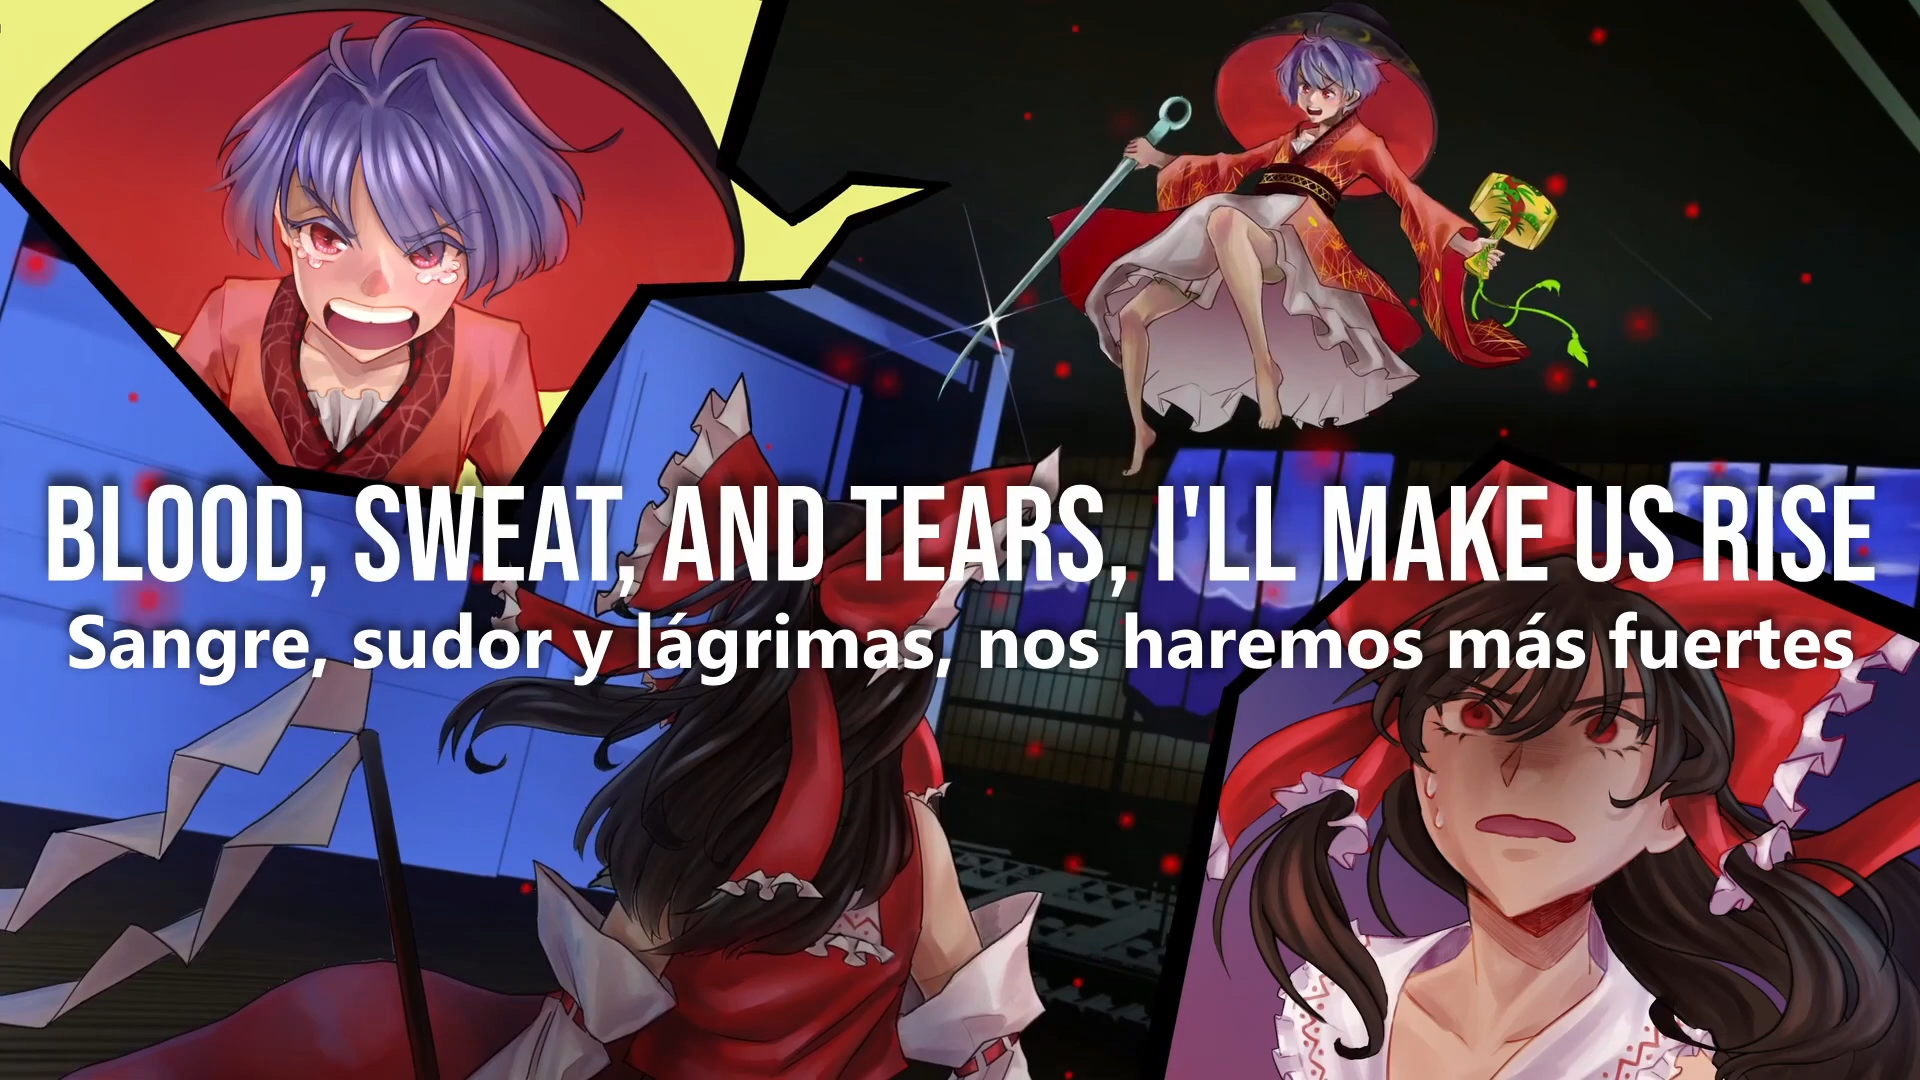 BLOOD, SWEAT, AND TEARS, I'LL MAKE US RISE
Sangre, sudor y lágrimas, nos haremos más fuertes